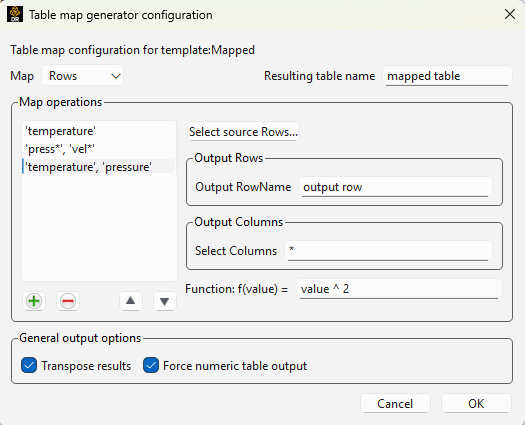 DR
Table map generator configuration
Table map configuration for template:Mapped
Map Rows Resulting table name mapped table
Map operations
'temperature'
'press*', 'vel*'
'temperature', 'pressure'
Select source Rows...
Output Rows
Output RowName output row
Output Columns
Select Columns *
Function: f(value) = value ^ 2
General output options
Transpose results Force numeric table output
Cancel OK